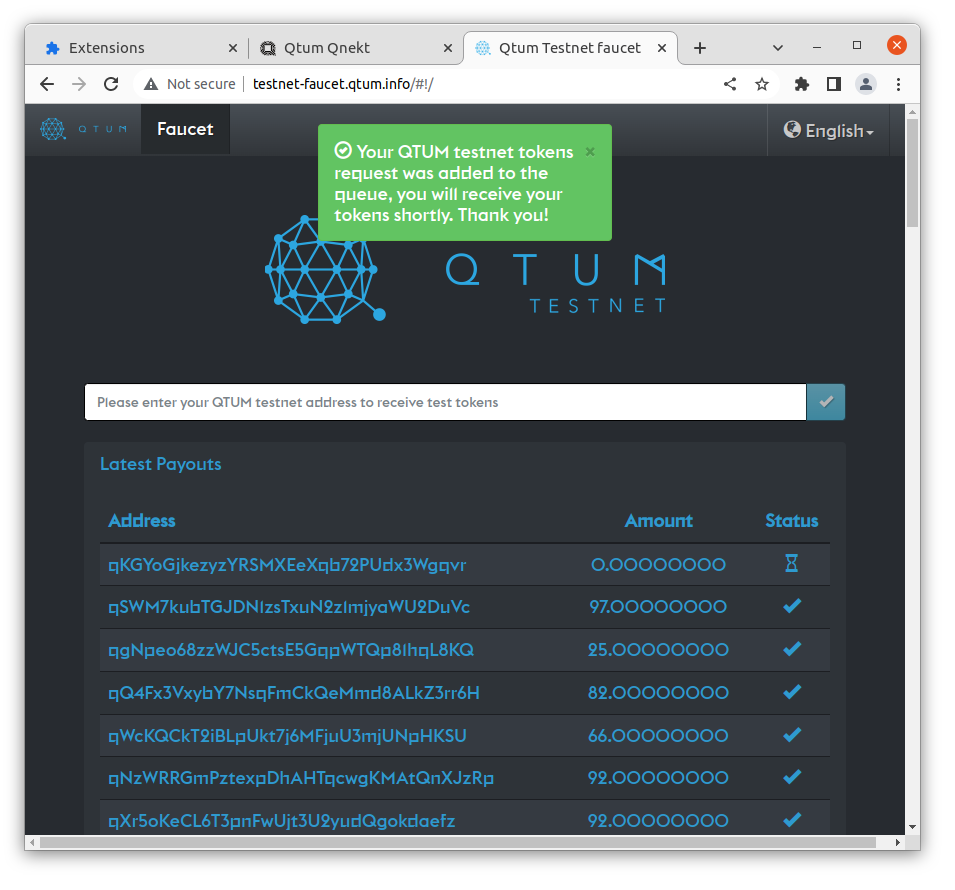 Extensions
Qtum Qnekt
Qtum Testnet faucet
Not secure
testnet-faucet.qtum.info/#!/
QTUM
Faucet
English
Your QTUM testnet tokens
request was added to the
queue, you will receive your
tokens shortly. Thank you!
QTUM
TESTNET
Please enter your QTUM testnet address to receive test tokens
Latest Payouts
Address Amount Status
qKGYoGjkezyzYRSMXEeXqb72PUdx3Wgqvr 0.00000000
qSWM7kubTGJDN1zsTxuN2z1mjyaWU2DuVc 97.00000000
qgNpeo68zzWJC5ctsE5GqpWTQp81hqL8KQ 25.00000000
qQ4Fx3VxybY7NsqFmCkQeMmd8ALkZ3rr6H 82.00000000
qWcKQCkT2iBLpUkt7j6MFjuU3mjUNpHKSU 66.00000000
qNzWRRGmPztexpDhAHTqcwgKMAtQnXJzRp 92.00000000
qXr5oKeCL6T3pnFwUjt3U2yudQgokdaefz 92.00000000